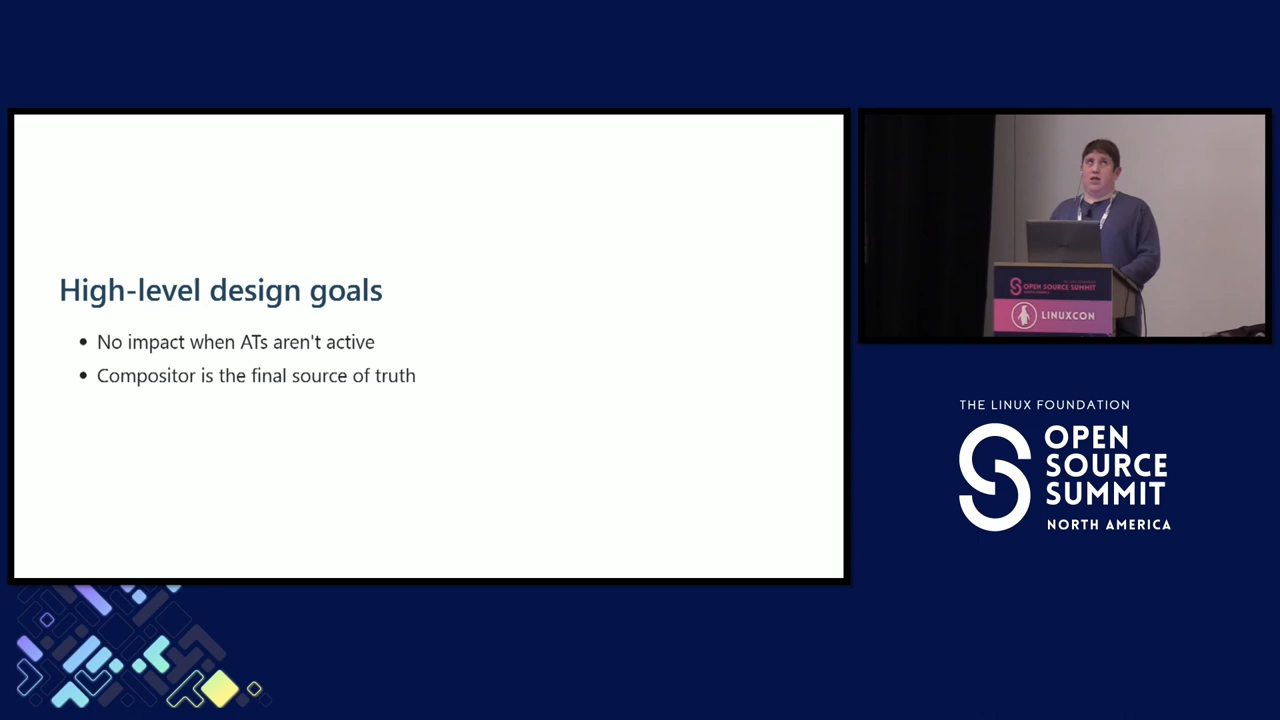 High-level design goals
No impact when ATs aren't active
Compositor is the final source of truth
OPEN SOURCE SUMMIT
LINUXCON
THE LINUX FOUNDATION
OPEN
SOURCE
SUMMIT
NORTH AMERICA